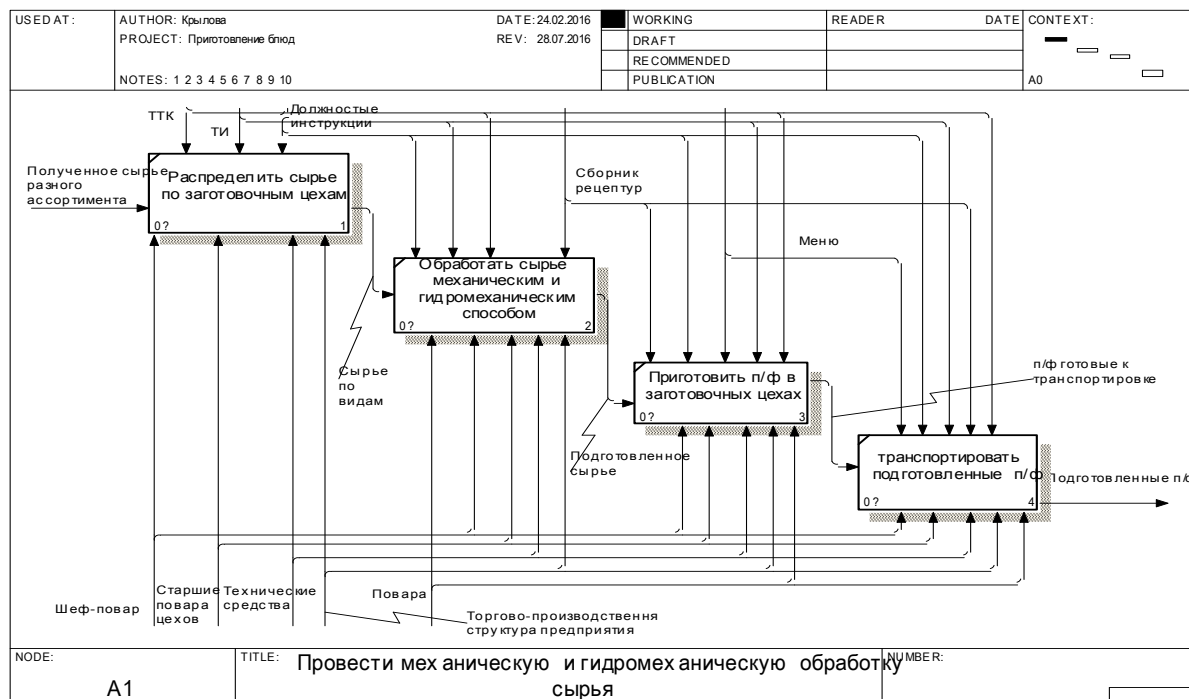 USED AT:
AUTHOR: Крылова
DATE: 24.02.2016
WORKING
READER
DATE
CONTEXT:
PROJECT: Приготовление блюд
REV: 28.07.2016
DRAFT
RECOMMENDED
NOTES: 1 2 3 4 5 6 7 8 9 10
PUBLICATION
A0
ТТК
ТИ
Должностые
инструкции
Полученное сырье
разного
ассортимента
Распределить сырье
по заготовочным цехам
0?
1
Сборник
рецептур
Меню
Обработать сырье
механическим и
гидромеханическим
способом
0?
2
Сырье
по
видам
Приготовить п/ф в
заготовочных цехах
0?
3
п/ф готовые к
транспортировке
Подготовленное
сырье
транспортировать
подготовленные п/ф
0?
4
Подготовленные п/ф
Шеф-повар
Старшие
повара
цехов
Технические
средства
Повара
Торгово-производствення
структура предприятия
NODE:
A1
TITLE:
Провести механическую и гидромеханическую обработку
сырья
NUMBER: